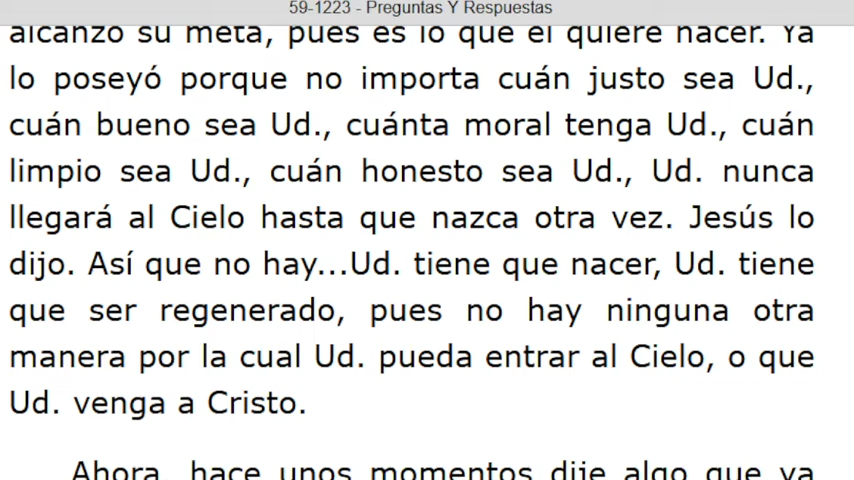 59-1223 - Preguntas Y Respuestas
alcanzó su meta, pues es lo que él quiere hacer. Ya
lo poseyó porque no importa cuán justo sea Ud.,
cuán bueno sea Ud., cuánta moral tenga Ud., cuán
limpio sea Ud., cuán honesto sea Ud., Ud. nunca
llegará al Cielo hasta que nazca otra vez. Jesús lo
dijo. Así que no hay...Ud. tiene que nacer, Ud. tiene
que ser regenerado, pues no hay ninguna otra
manera por la cual Ud. pueda entrar al Cielo, o que
Ud. venga a Cristo.
Ahora, hace unos momentos dije algo que ya